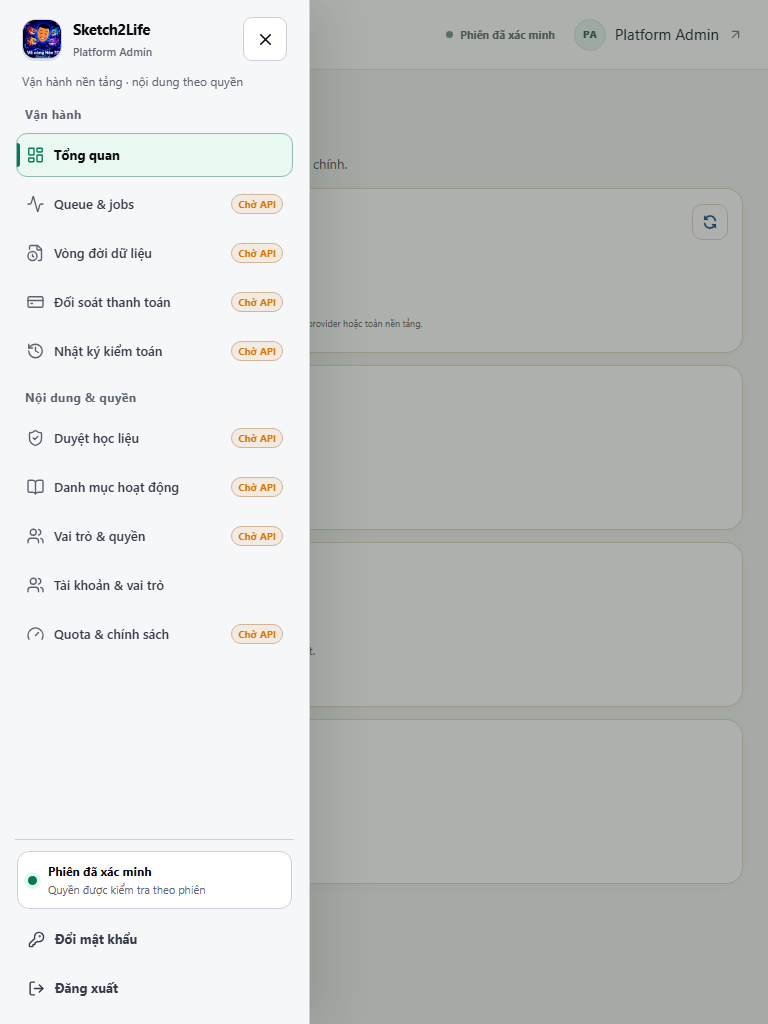 Sketch2Life
Platform Admin
Vận hành nền tảng · nội dung theo quyền
Vận hành
Tổng quan
Queue & jobs
Chờ API
Vòng đời dữ liệu
Chờ API
Đối soát thanh toán
Chờ API
Nhật ký kiểm toán
Chờ API
Nội dung & quyền
Duyệt học liệu
Chờ API
Danh mục hoạt động
Chờ API
Vai trò & quyền
Chờ API
Tài khoản & vai trò
Quota & chính sách
Chờ API
Phiên đã xác minh
Quyền được kiểm tra theo phiên
Đổi mật khẩu
Đăng xuất
Phiên đã xác minh
PA
Platform Admin
chính.
provider hoặc toàn nền tảng.
t.